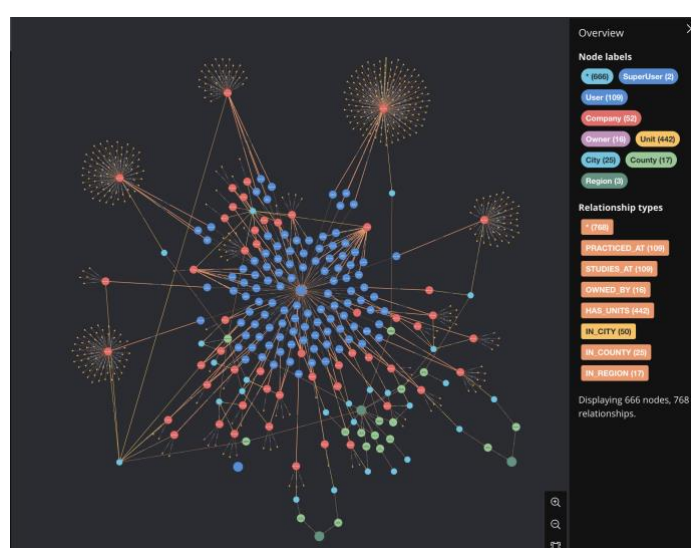 Overview
Node labels
* (666) SuperUser (2)
User (109)
Company (52)
Owner (16) Unit (442)
City (25) County (17)
Region (3)
Relationship types
* (768)
PRACTICED_AT (109)
STUDIES_AT (109)
OWNED_BY (16)
HAS_UNITS (442)
IN_CITY (50)
IN_COUNTY (25)
IN_REGION (17)
Displaying 666 nodes, 768
relationships.